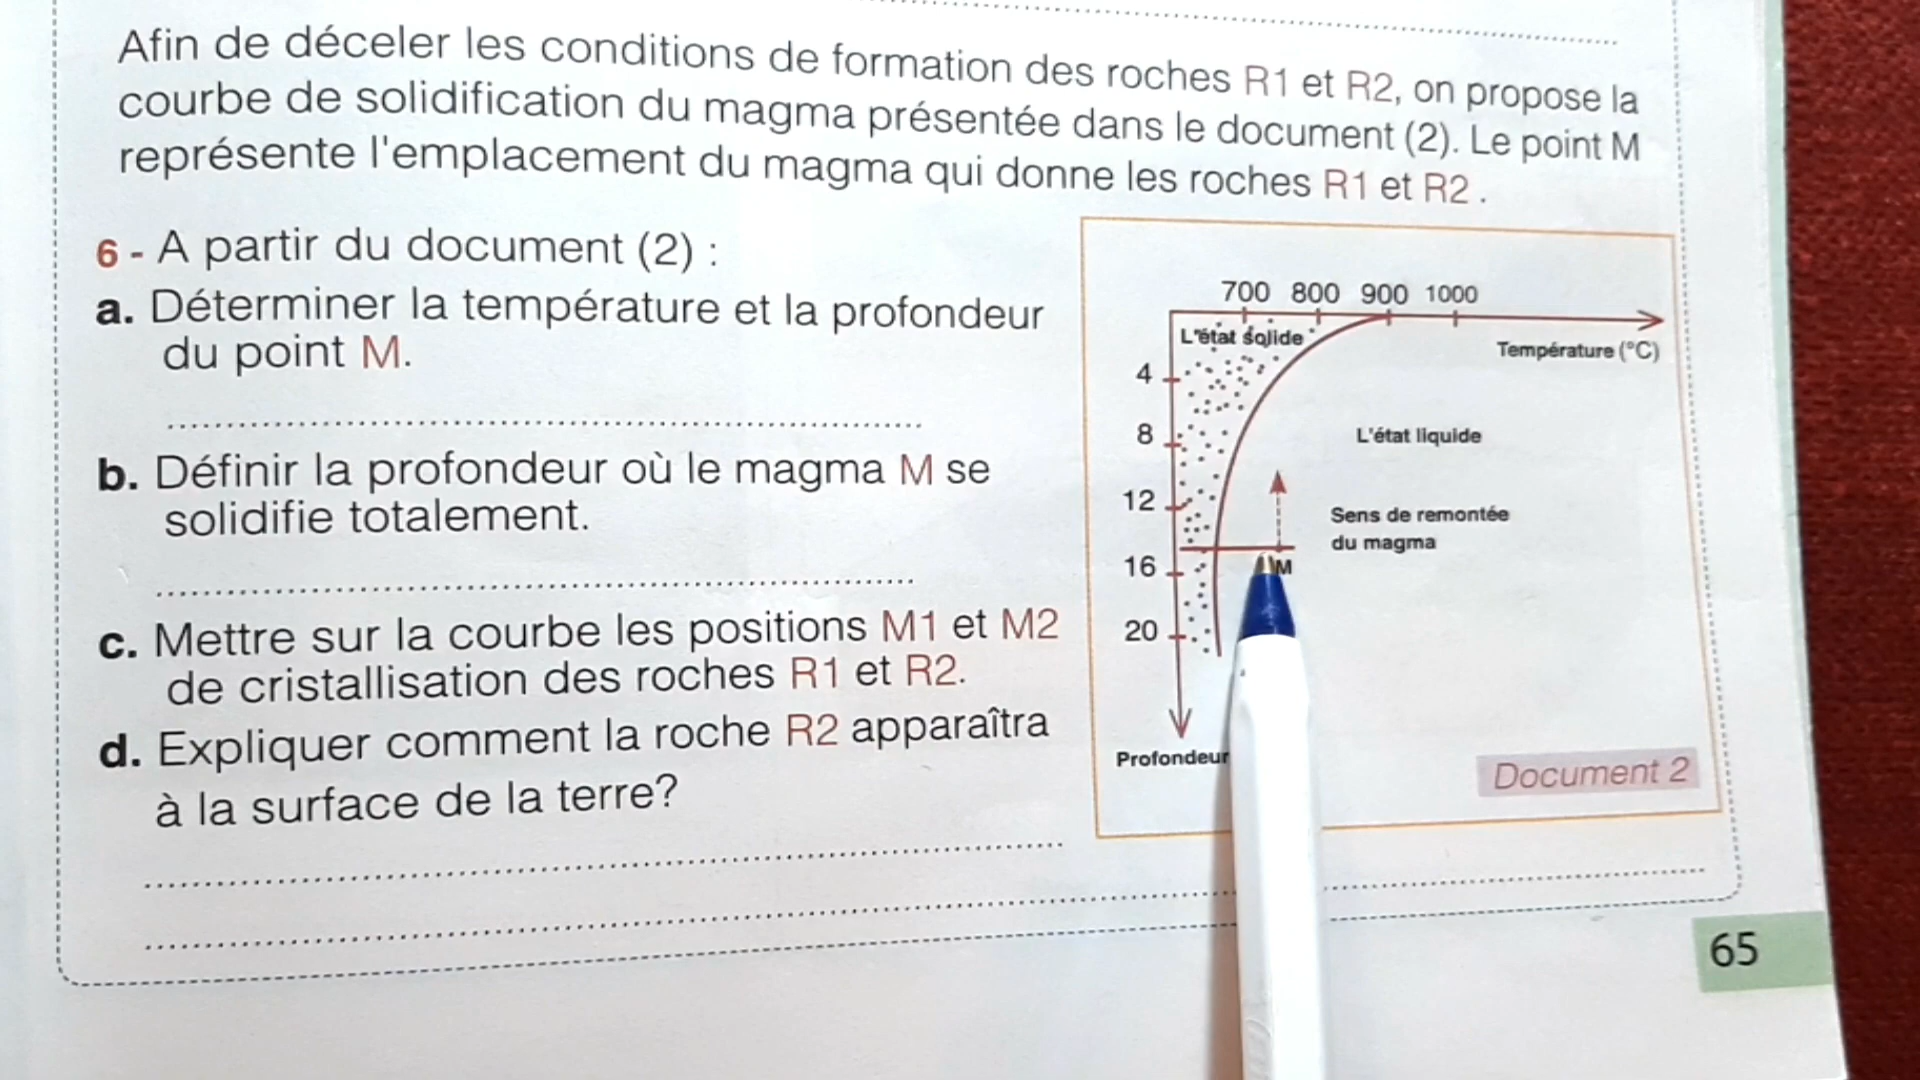 Afin de déceler les conditions de formation des roches R1 et R2, on propose la
courbe de solidification du magma présentée dans le document (2). Le point M
représente l'emplacement du magma qui donne les roches R1 et R2 .
6 - A partir du document (2) :
a. Déterminer la température et la profondeur
du point M.
b. Définir la profondeur où le magma M se
solidifie totalement.
c. Mettre sur la courbe les positions M1 et M2
de cristallisation des roches R1 et R2.
d. Expliquer comment la roche R2 apparaîtra
à la surface de la terre?
700 800 900 1000
L'état solide
Température (°C)
4
8
L'état liquide
12
Sens de remontée
du magma
16
M
20
Profondeur
Document 2
65